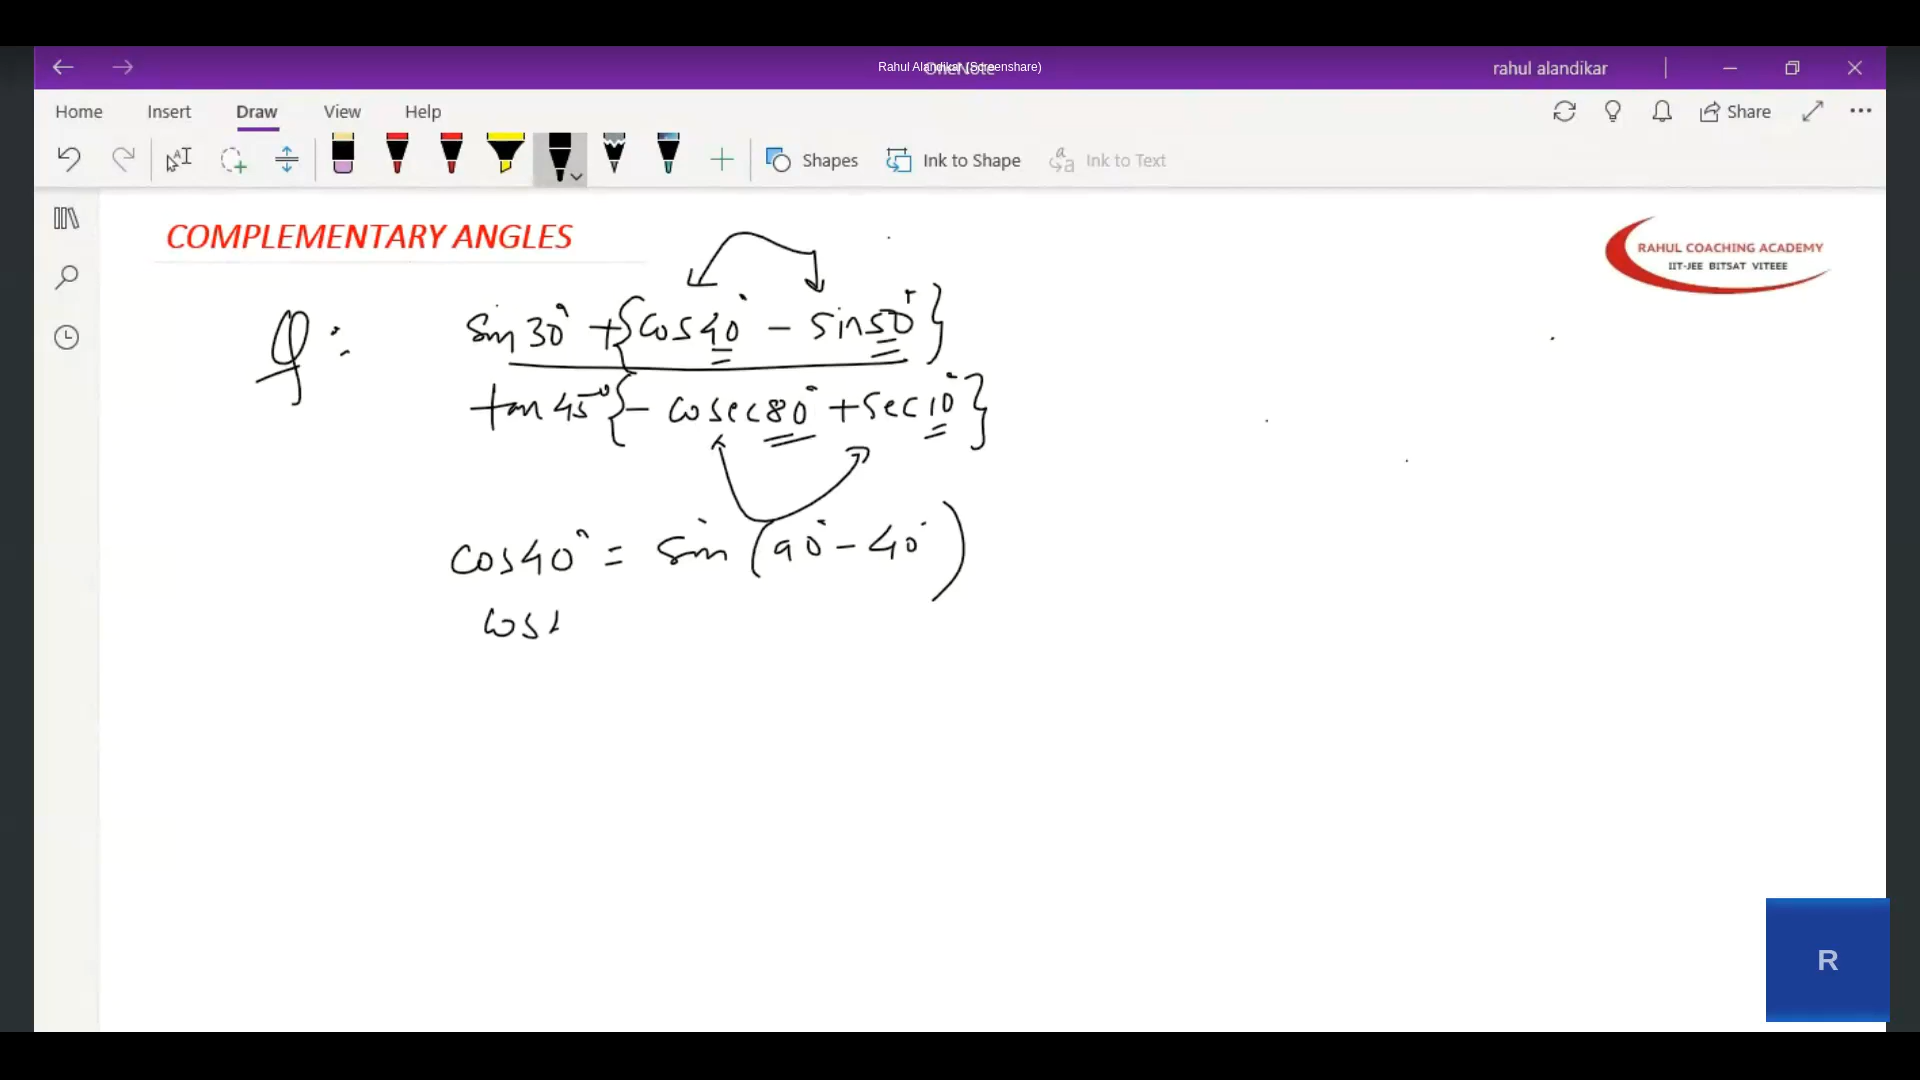 Rahul Alandikar (Screenshare)
OneNote
rahul alandikar
Home Insert Draw View Help
Share
Shapes Ink to Shape Ink to Text
COMPLEMENTARY ANGLES
RAHUL COACHING ACADEMY
IIT-JEE BITSAT VITEEE
Q:
sin 30° + {cos 40° - sin 50°}
tan 45° {- cosec 80° + sec 10°}
cos 40° = sin (90° - 40°)
cos
R